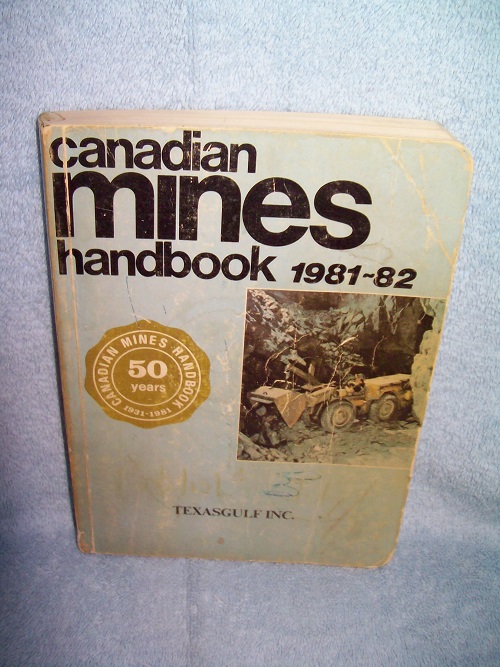 canadian
mines
handbook 1981-82
CANADIAN MINES HANDBOOK
50
years
1931-1981
TEXASGULF INC.